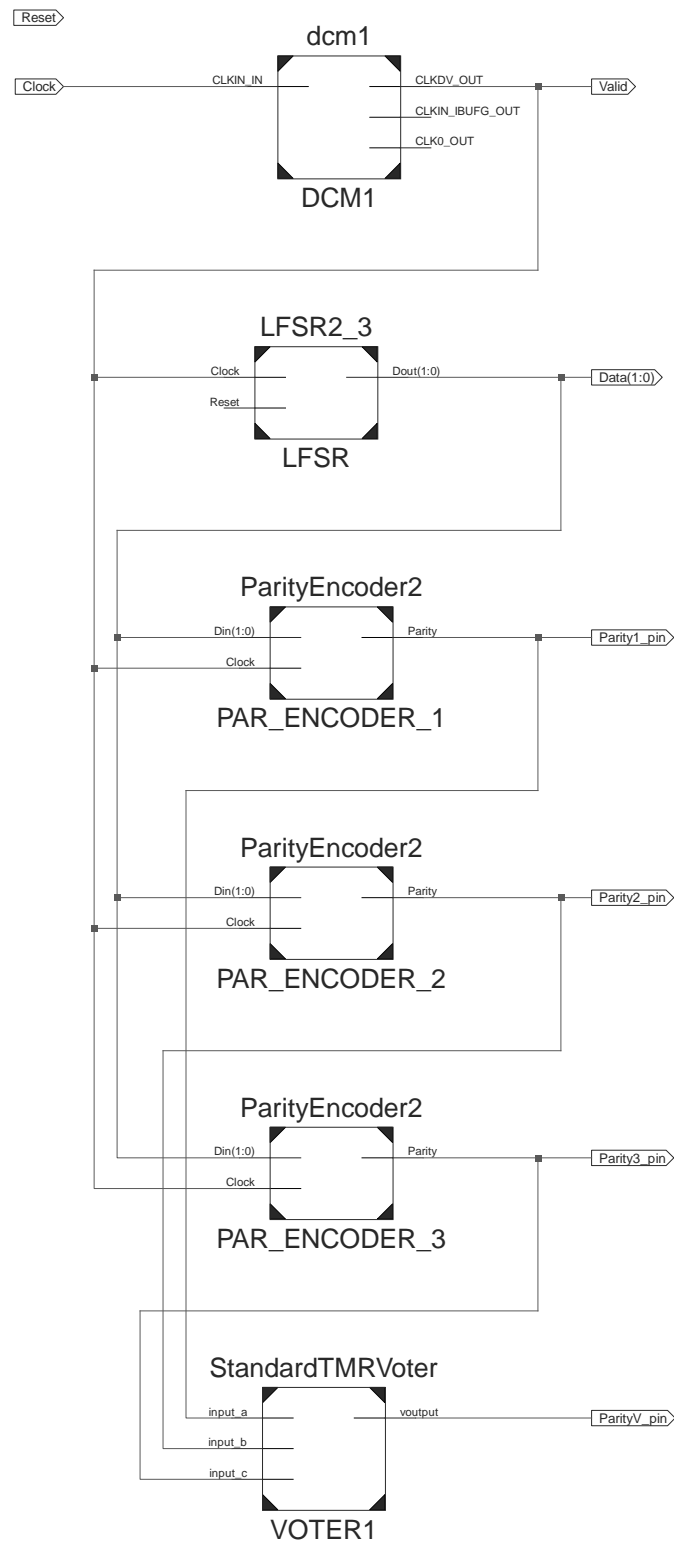 Reset
dcm1
Clock
CLKIN_IN
CLKDV_OUT
Valid
CLKIN_IBUFG_OUT
CLK0_OUT
DCM1
LFSR2_3
Clock
Dout(1:0)
Data(1:0)
Reset
LFSR
ParityEncoder2
Din(1:0)
Parity
Parity1_pin
Clock
PAR_ENCODER_1
ParityEncoder2
Din(1:0)
Parity
Parity2_pin
Clock
PAR_ENCODER_2
ParityEncoder2
Din(1:0)
Parity
Parity3_pin
Clock
PAR_ENCODER_3
StandardTMRVoter
input_a
voutput
ParityV_pin
input_b
input_c
VOTER1